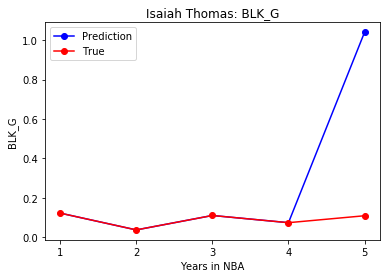 Isaiah Thomas: BLK_G
Prediction
True
BLK_G
1.0
0.8
0.6
0.4
0.2
0.0
1 2 3 4 5
Years in NBA